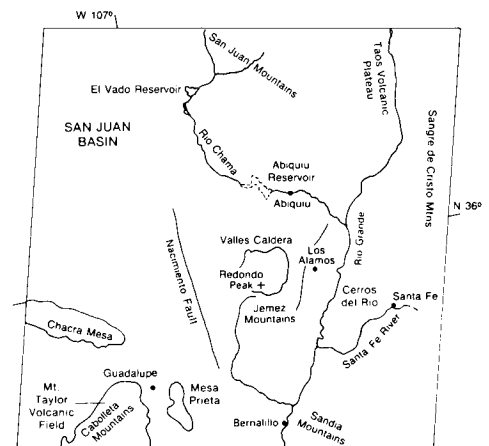 W 107°
San Juan Mountains
Taos Volcanic
Plateau
El Vado Reservoir
SAN JUAN
BASIN
Rio Chama
Sangre de Cristo Mtns
Abiquiu
Reservoir
Abiquiu
N 36°
Nacimiento Fault
Valles Caldera
Los
Alamos
Rio Grande
Redondo
Peak +
Jemez
Mountains
Cerros
del Rio
Santa Fe
Santa Fe River
Chacra Mesa
Guadalupe
Mesa
Prieta
Mt.
Taylor
Volcanic
Field
Cabolleta
Mountains
Bernalillo
Sandia
Mountains